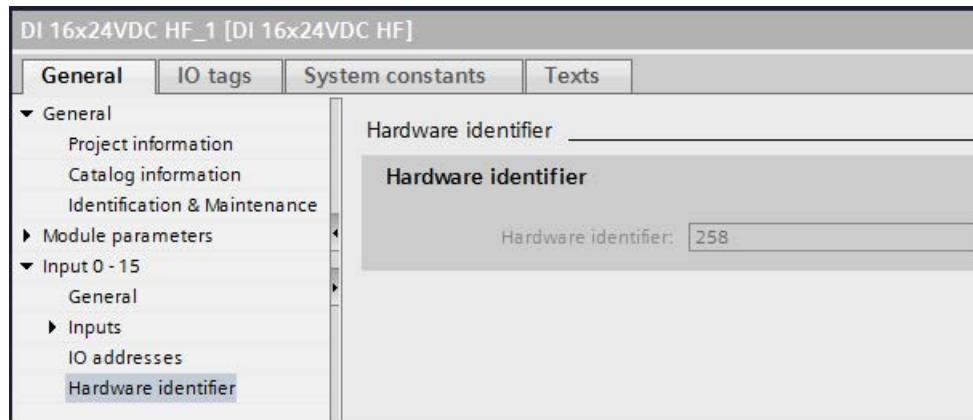 DI 16x24VDC HF_1 [DI 16x24VDC HF]
General IO tags System constants Texts
General
Project information
Catalog information
Identification & Maintenance
Module parameters
Input 0 - 15
General
Inputs
IO addresses
Hardware identifier
Hardware identifier
Hardware identifier
Hardware identifier: 258